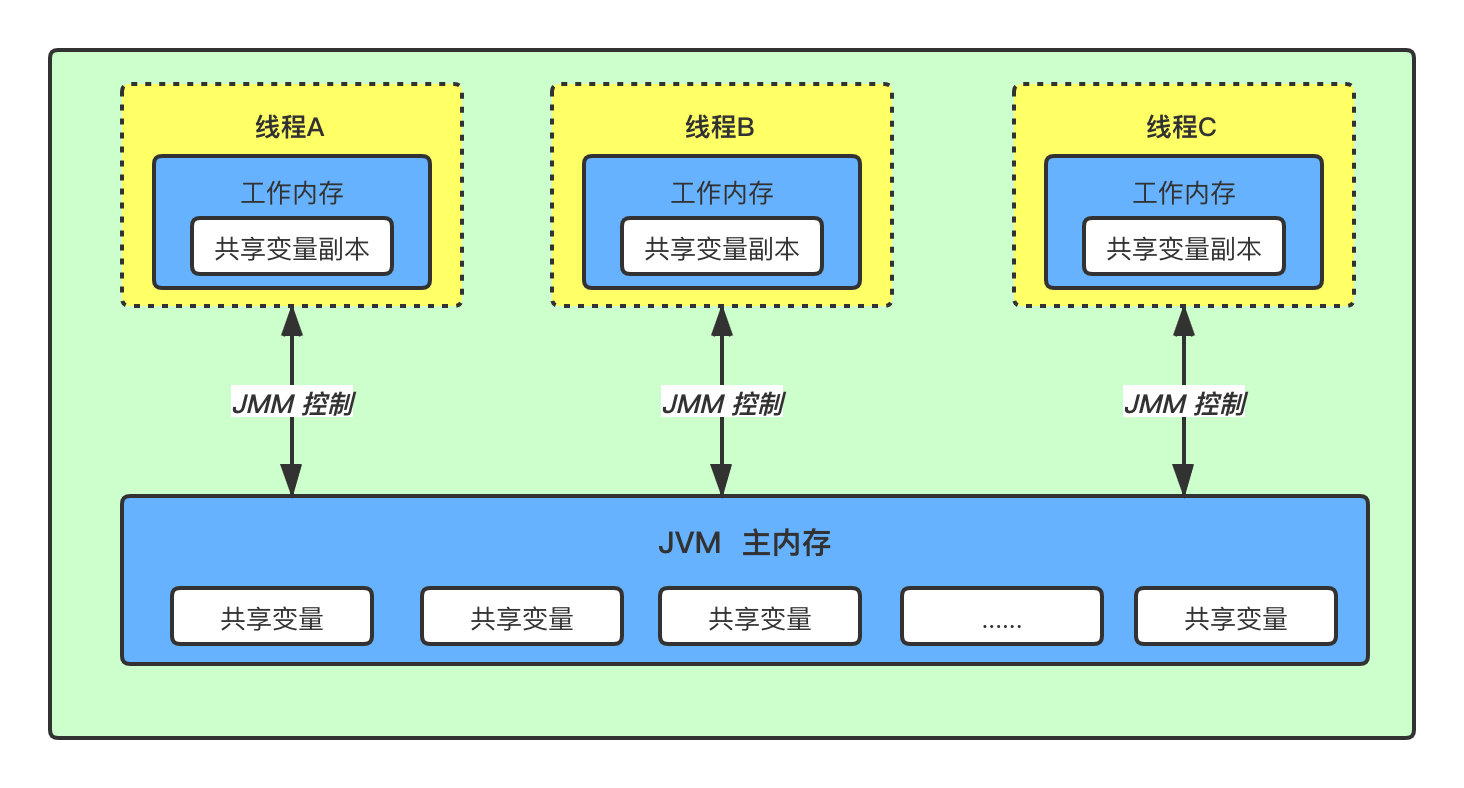 线程A
线程B
线程C
工作内存
工作内存
工作内存
共享变量副本
共享变量副本
共享变量副本
JMM 控制
JMM 控制
JMM 控制
JVM 主内存
共享变量
共享变量
共享变量
......
共享变量